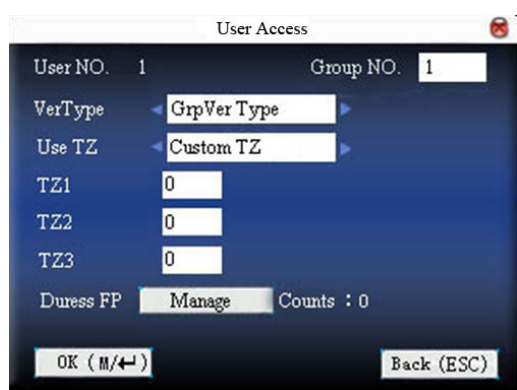 User Access
User NO. 1 Group NO. 1
VerType GrpVer Type
Use TZ Custom TZ
TZ1 0
TZ2 0
TZ3 0
Duress FP Manage Counts : 0
OK (M/↵) Back (ESC)